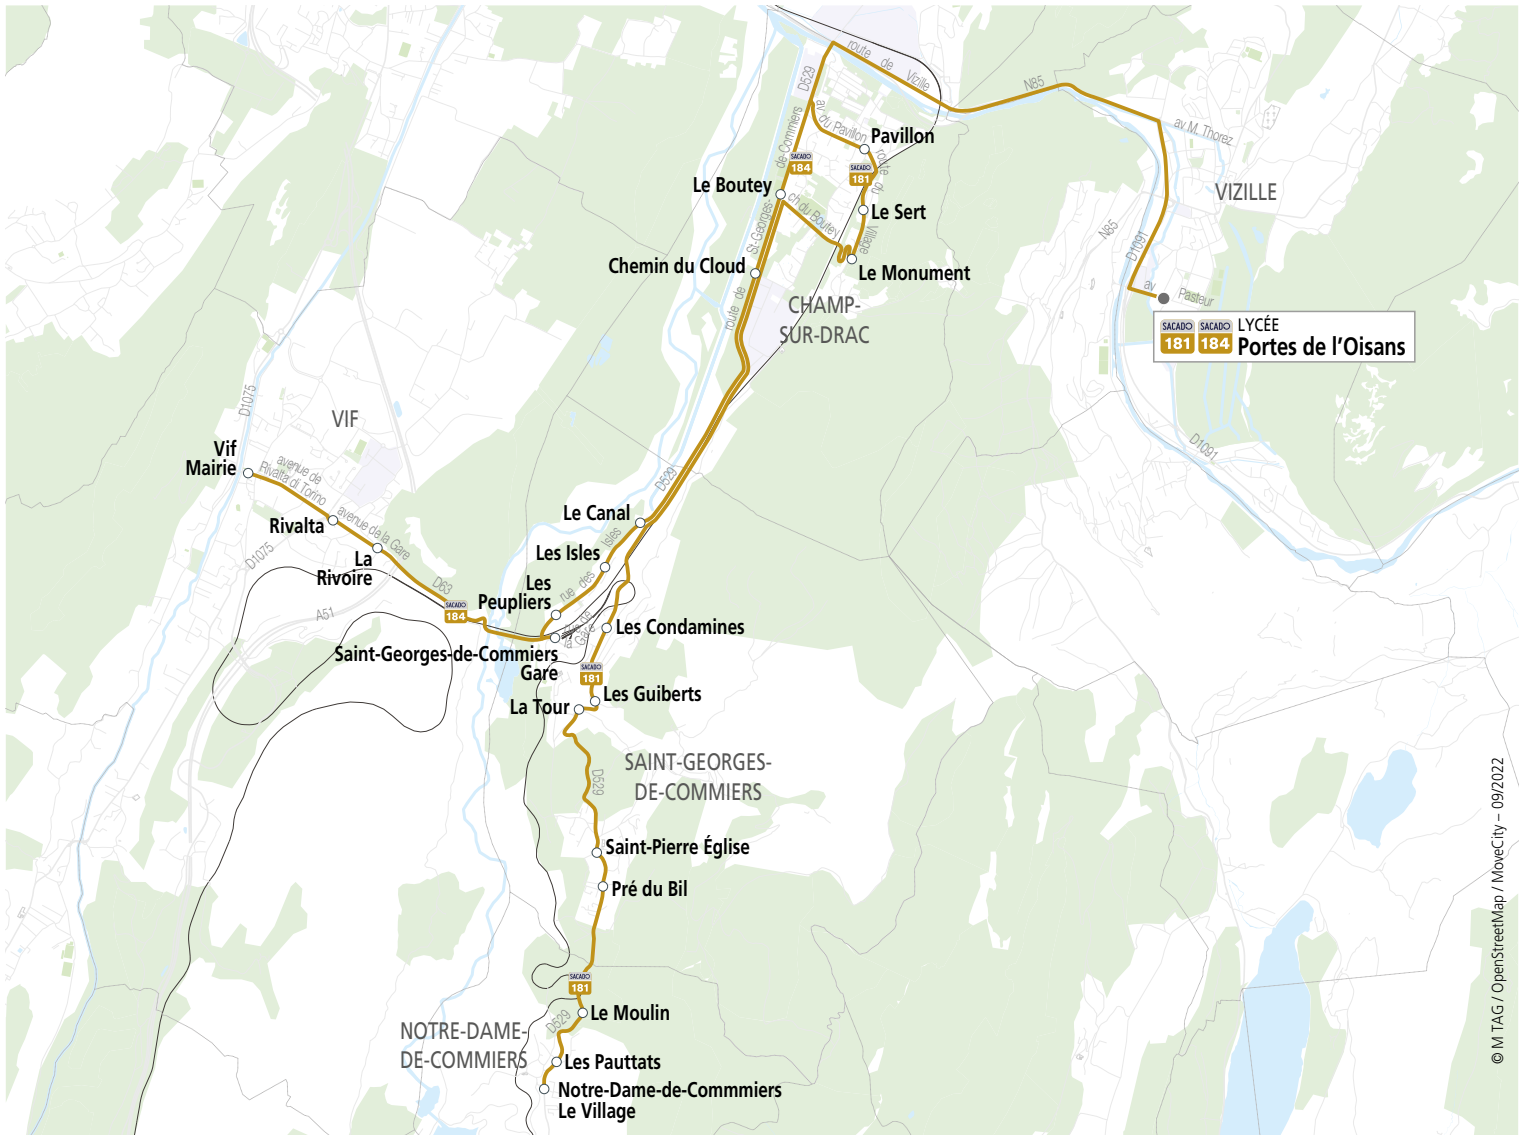 route de Vizille
D529
N85
av du Pavillon
Pavillon
av M. Thorez
de-Commiers
SACADO
184
SACADO
181
route du
Village
VIZILLE
Le Boutey
ch du Boutey
St-Georges-
Le Sert
N85
D1091
Chemin du Cloud
Le Monument
route de
CHAMP-
SUR-DRAC
av Pasteur
SACADO
181
SACADO
184
LYCÉE
Portes de l'Oisans
D1075
VIF
Vif
Mairie
avenue de
Rivalta di Torino
D1091
D529
Rivalta
avenue de la Gare
Le Canal
D1075
La
Rivoire
Les Isles
rue des Isles
Les
Peupliers
D63
SACADO
184
A51
rue de
la Gare
Les Condamines
Saint-Georges-de-Commiers
Gare
SACADO
181
Les Guiberts
La Tour
SAINT-GEORGES-
DE-COMMIERS
D529
Saint-Pierre Église
Pré du Bil
SACADO
181
Le Moulin
D529
NOTRE-DAME-
DE-COMMIERS
Les Pauttats
Notre-Dame-de-Commmiers
Le Village
© M TAG / OpenStreetMap / MoveCity – 09/2022